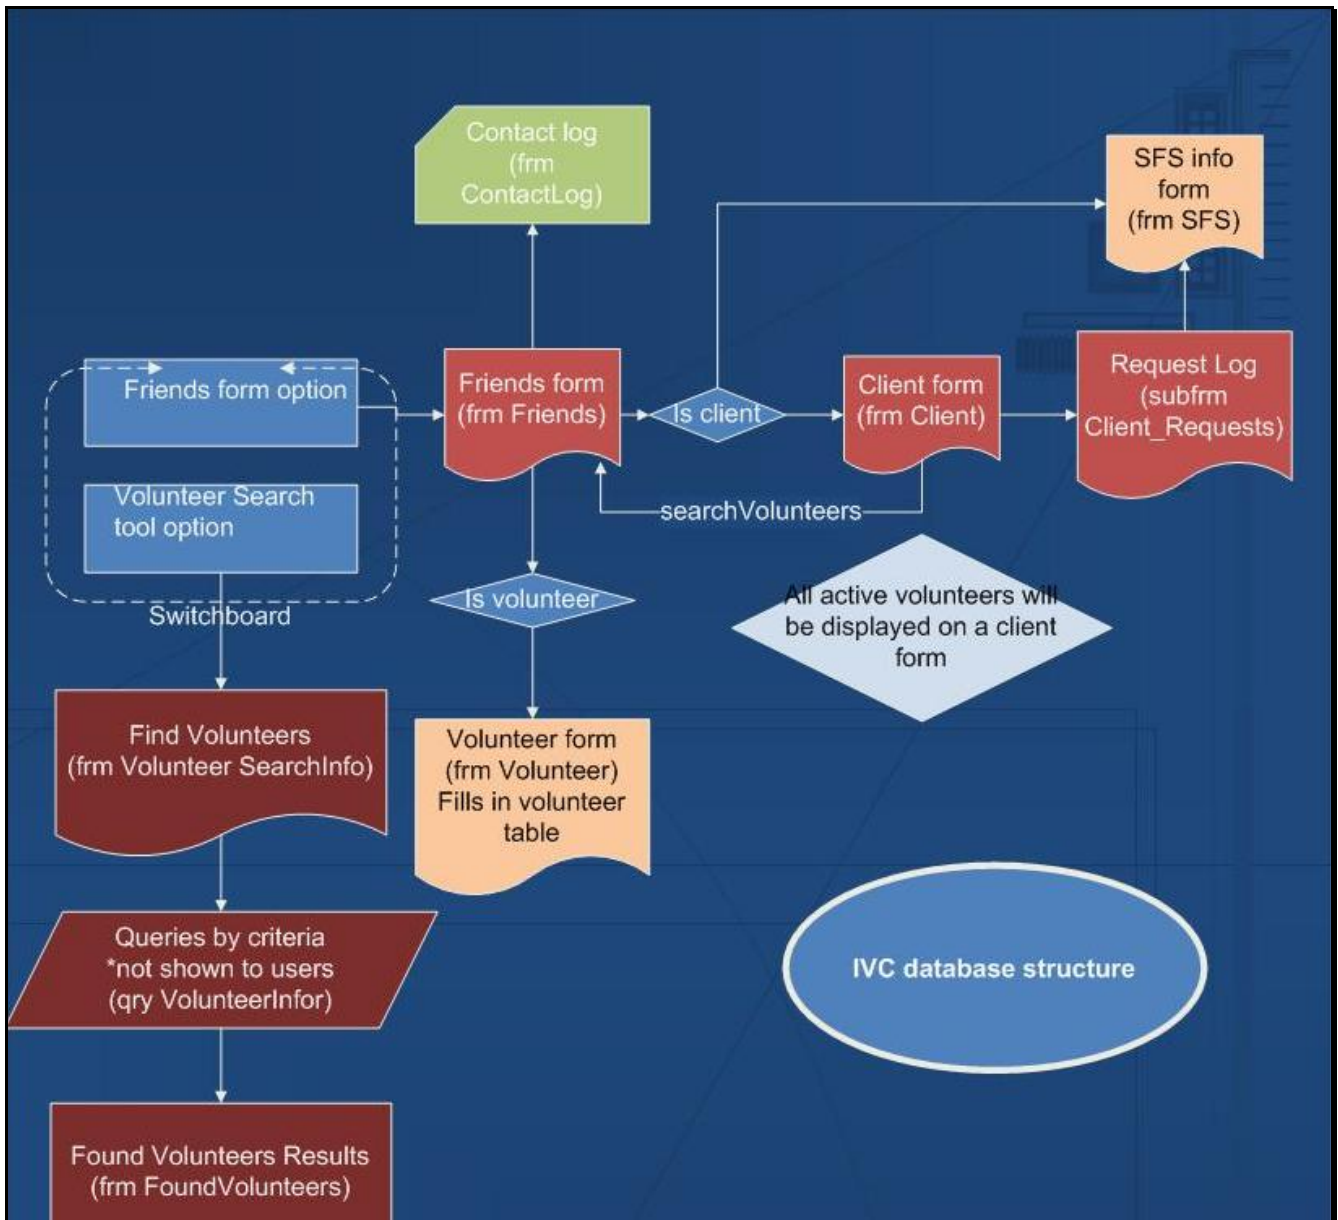 Contact log
(frm
ContactLog)
SFS info
form
(frm SFS)
Friends form option
Friends form
(frm Friends)
Is client
Client form
(frm Client)
Request Log
(subfrm
Client_Requests)
Volunteer Search
tool option
searchVolunteers
Switchboard
Is volunteer
All active volunteers will
be displayed on a client
form
Find Volunteers
(frm Volunteer SearchInfo)
Volunteer form
(frm Volunteer)
Fills in volunteer
table
Queries by criteria
*not shown to users
(qry VolunteerInfor)
IVC database structure
Found Volunteers Results
(frm FoundVolunteers)